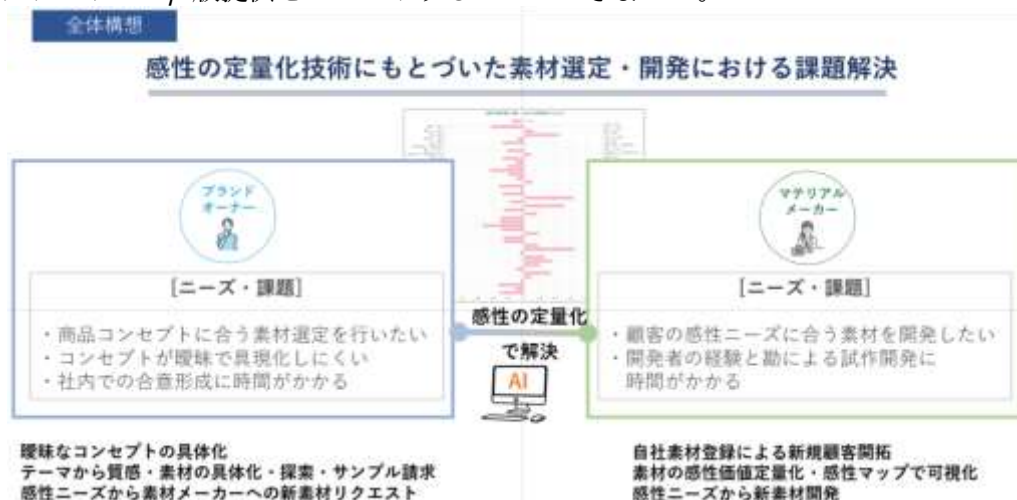 全体構想
感性の定量化技術にもとづいた素材選定・開発における課題解決
ブランド
オーナー
[ニーズ・課題]
・商品コンセプトに合う素材選定を行いたい
・コンセプトが曖昧で具現化しにくい
・社内での合意形成に時間がかかる
感性の定量化
で解決
AI
マテリアル
メーカー
[ニーズ・課題]
・顧客の感性ニーズに合う素材を開発したい
・開発者の経験と勘による試作開発に
時間がかかる
曖昧なコンセプトの具体化
テーマから質感・素材の具体化・探索・サンプル請求
感性ニーズから素材メーカーへの新素材リクエスト
自社素材登録による新規顧客開拓
素材の感性価値定量化・感性マップで可視化
感性ニーズから新素材開発